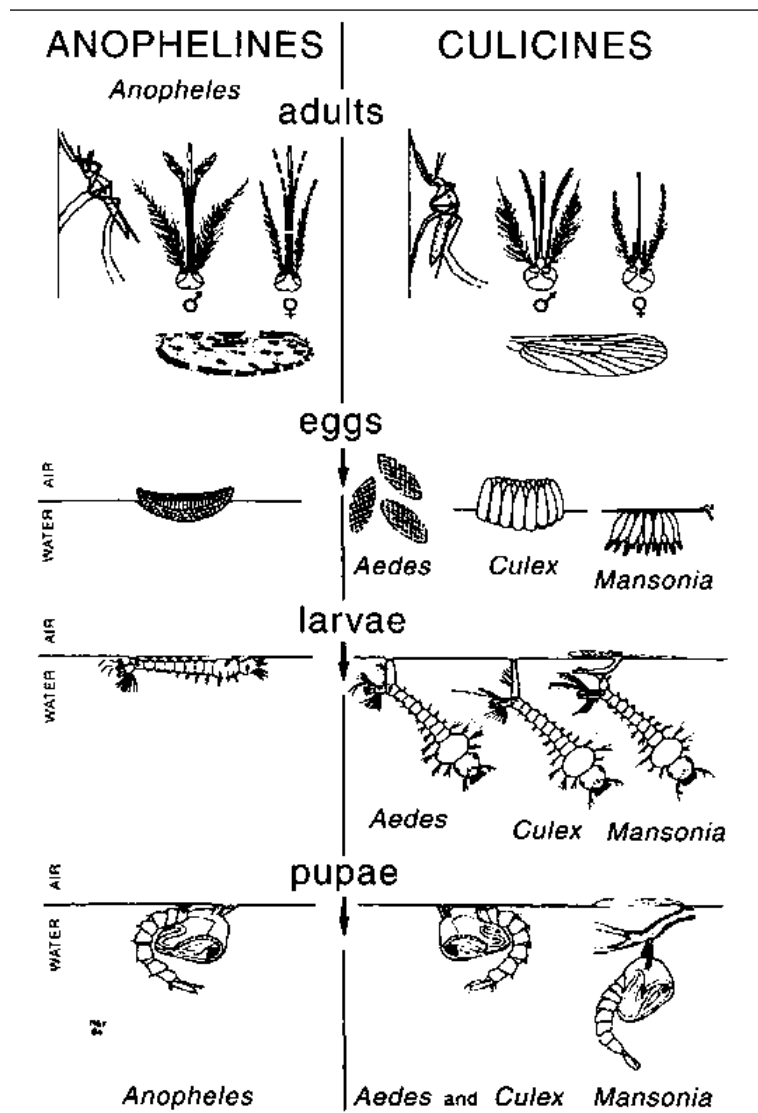 ANOPHELINES
CULICINES
Anopheles
adults
♂
♀
♂
♀
eggs
AIR
WATER
Aedes
Culex
Mansonia
larvae
AIR
WATER
Aedes
Culex
Mansonia
pupae
AIR
WATER
Anopheles
Aedes and Culex
Mansonia